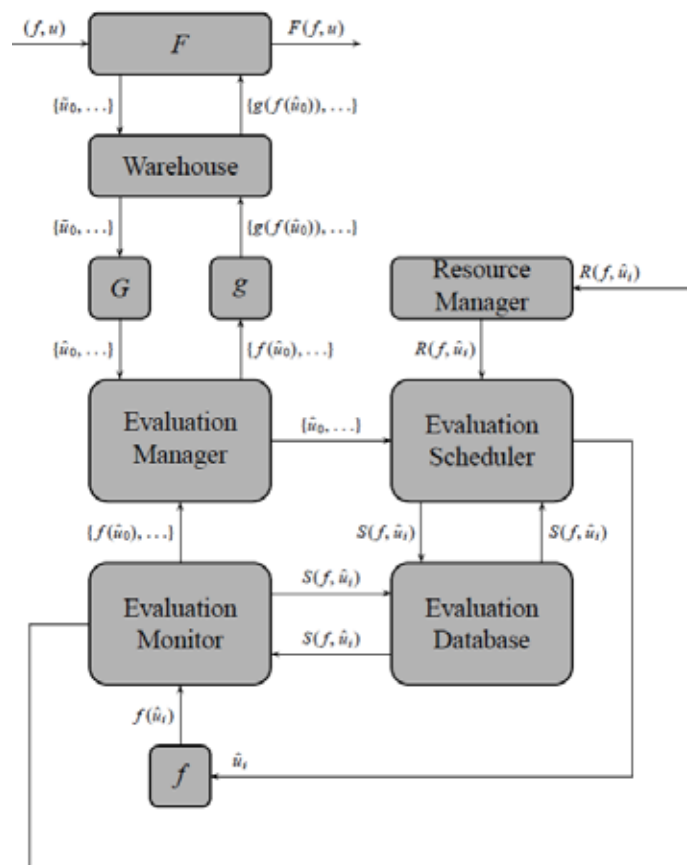 (f, u)
F
F(f, u)
{ũ₀, …}
{g(f(û₀)), …}
Warehouse
{ũ₀, …}
{g(f(û₀)), …}
G
g
Resource
Manager
R(f, ûᵢ)
{û₀, …}
{f(û₀), …}
R(f, ûᵢ)
Evaluation
Manager
{û₀, …}
Evaluation
Scheduler
{f(û₀), …}
S(f, ûᵢ)
S(f, ûᵢ)
Evaluation
Monitor
S(f, ûᵢ)
S(f, ûᵢ)
Evaluation
Database
f(ûᵢ)
f
ûᵢ